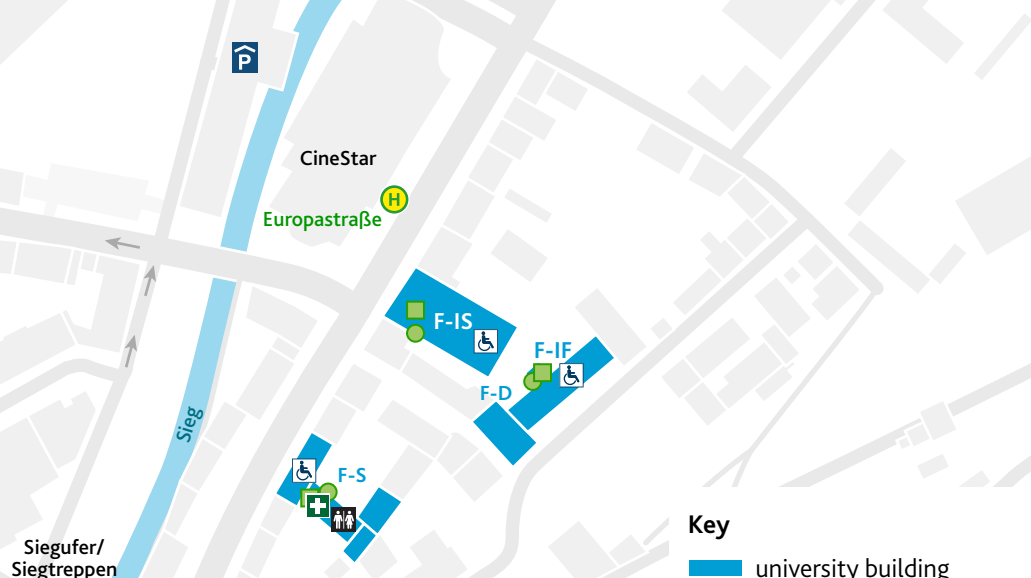 P
CineStar
H
Europastraße
F-IS
F-IF
F-D
Sieg
F-S
Key
Siegufer/
Siegtreppen
university building